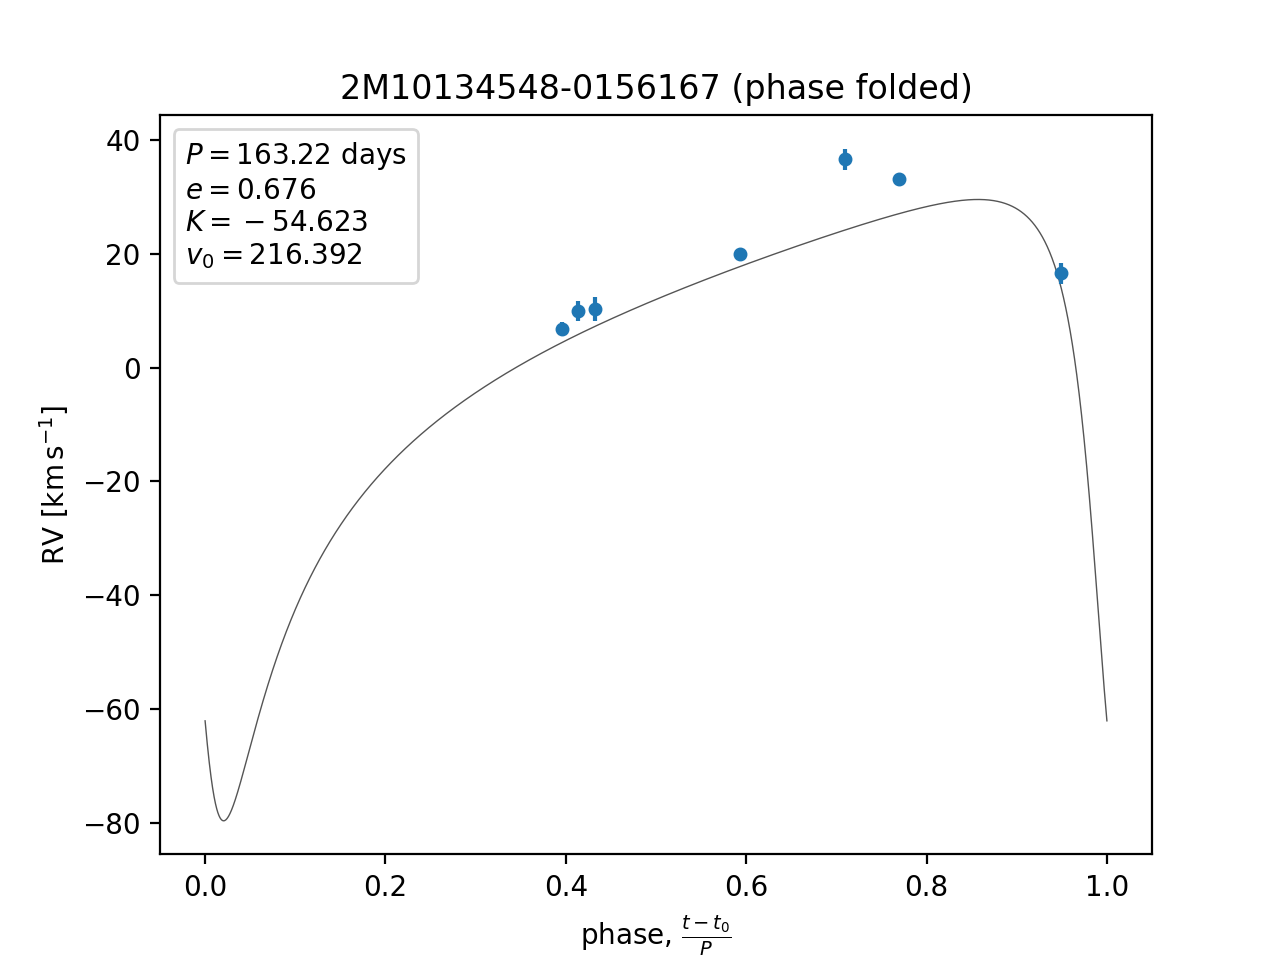 2M10134548-0156167 (phase folded)
P = 163.22 days
e = 0.676
K = −54.623
v₀ = 216.392
40
20
0
−20
−40
−60
−80
RV [km s⁻¹]
0.0 0.2 0.4 0.6 0.8 1.0
phase, (t − t₀)/P